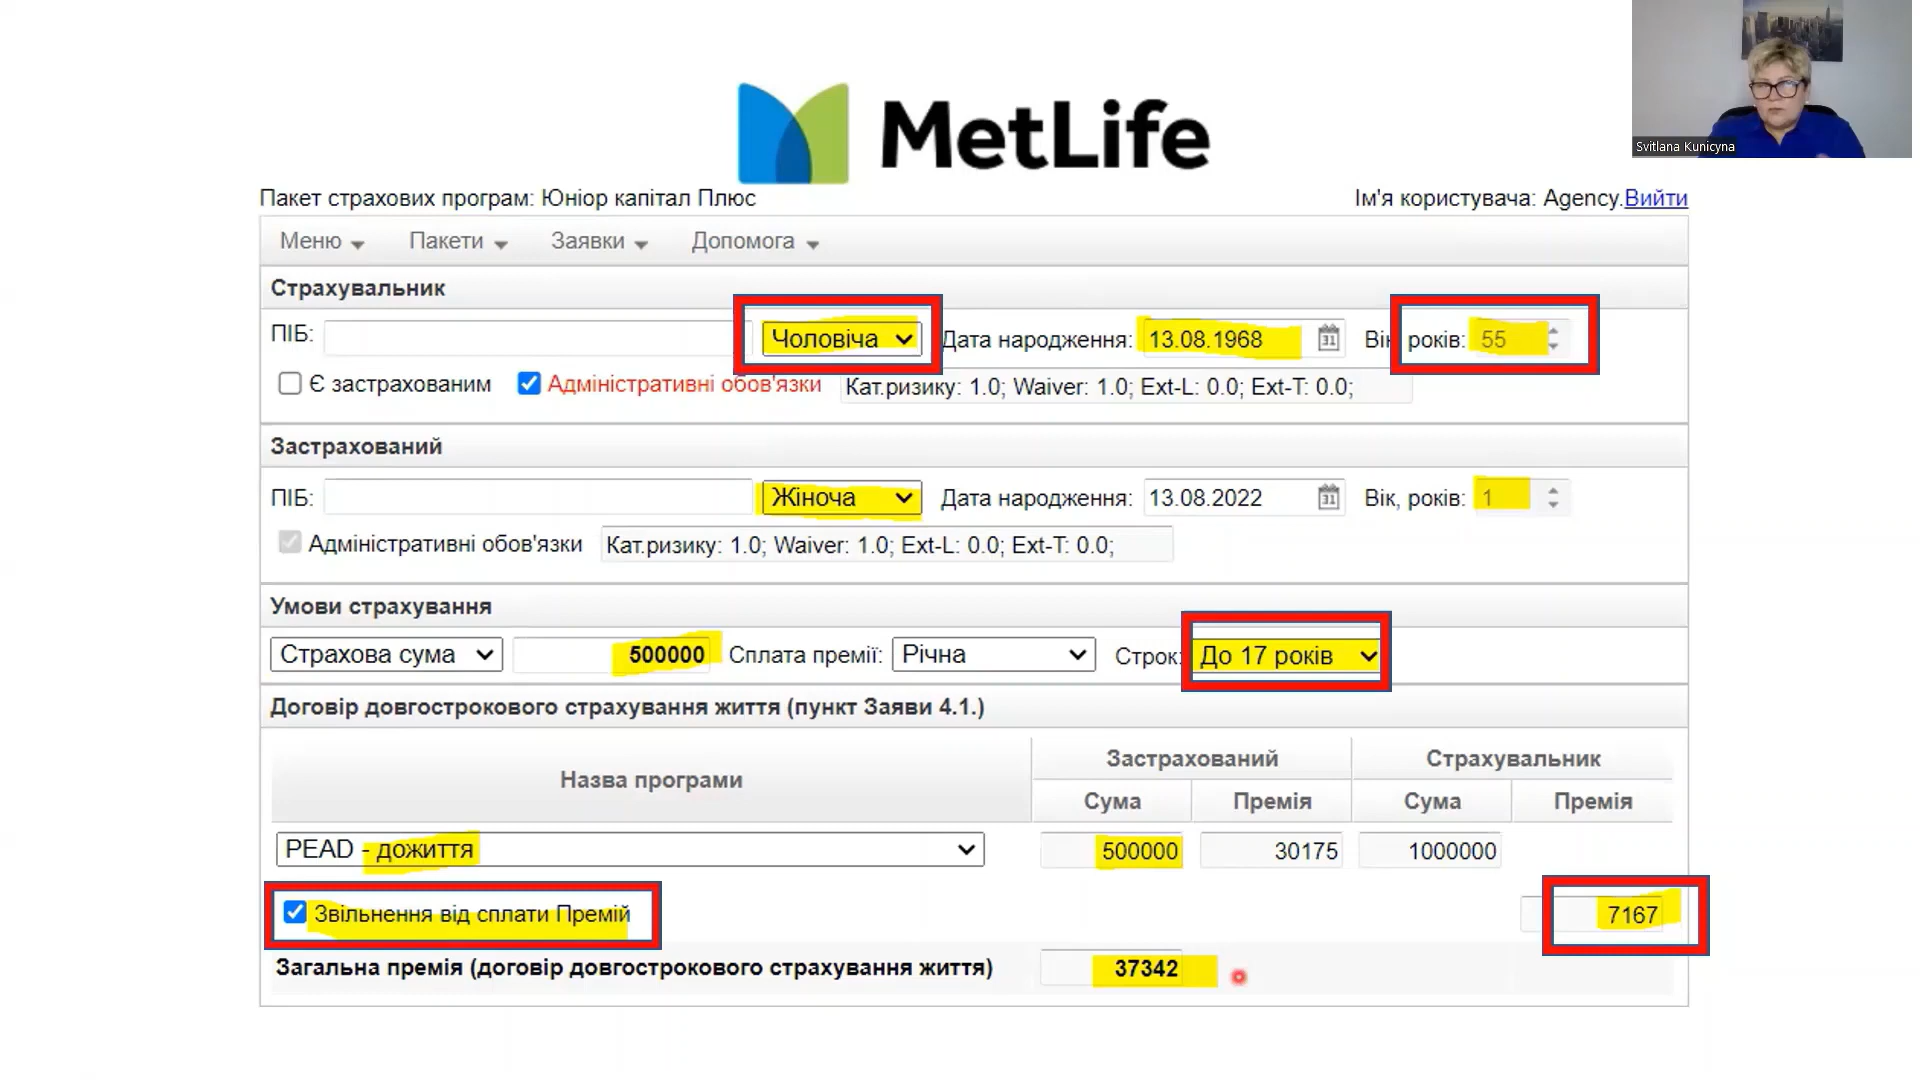 MetLife
Svitlana Kunicyna
Пакет страхових програм: Юніор капітал Плюс Ім'я користувача: Agency.Вийти
Меню Пакети Заявки Допомога
Страхувальник
ПІБ: Чоловіча Дата народження: 13.08.1968 31 Вік років: 55
Є застрахованим Адміністративні обов'язки Кат.ризику: 1.0; Waiver: 1.0; Ext-L: 0.0; Ext-T: 0.0;
Застрахований
ПІБ: Жіноча Дата народження: 13.08.2022 31 Вік, років: 1
Адміністративні обов'язки Кат.ризику: 1.0; Waiver: 1.0; Ext-L: 0.0; Ext-T: 0.0;
Умови страхування
Страхова сума 500000 Сплата премії: Річна Строк: До 17 років
Договір довгострокового страхування життя (пункт Заяви 4.1.)
Назва програми Застрахований Страхувальник
Сума Премія Сума Премія
PEAD - дожиття 500000 30175 1000000
Звільнення від сплати Премій 7167
Загальна премія (договір довгострокового страхування життя) 37342